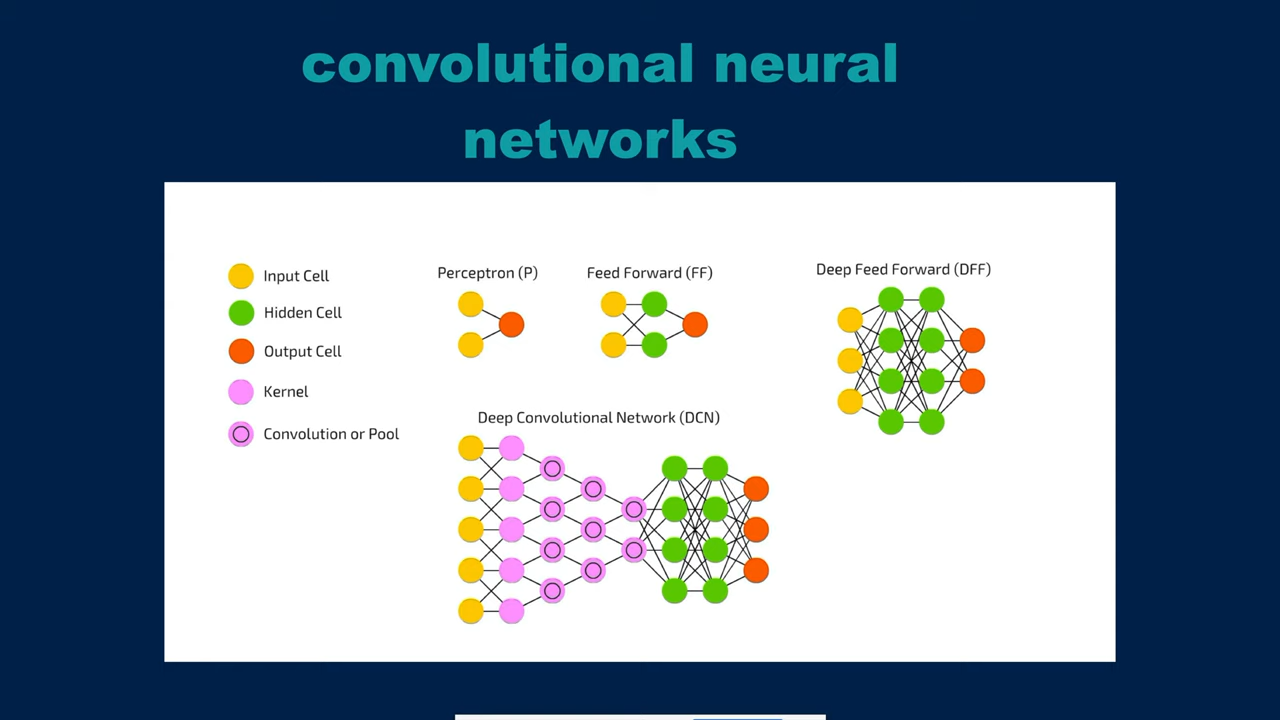 convolutional neural
networks
Input Cell
Hidden Cell
Output Cell
Kernel
Convolution or Pool
Perceptron (P)
Feed Forward (FF)
Deep Feed Forward (DFF)
Deep Convolutional Network (DCN)